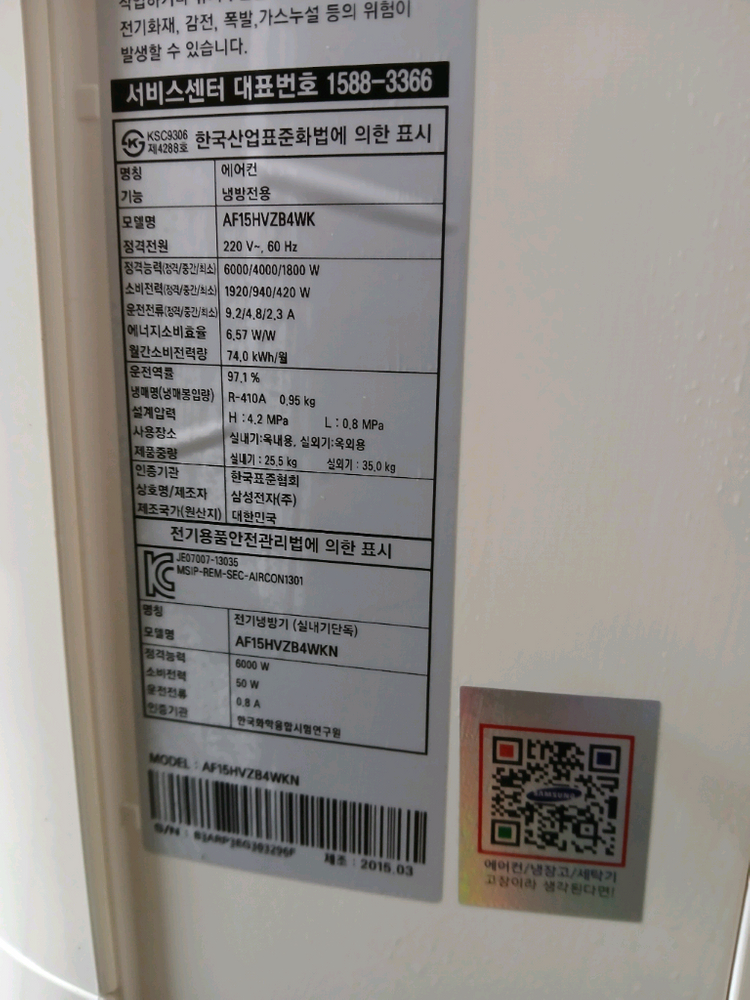 전기화재, 감전, 폭발,가스누설 등의 위험이
발생할 수 있습니다.
서비스센터 대표번호 1588-3366
KSC9306
제4288호
한국산업표준화법에 의한 표시
명칭 에어컨
기능 냉방전용
모델명 AF15HVZB4WK
정격전원 220 V~, 60 Hz
정격능력(정격/중간/최소) 6000/4000/1800 W
소비전력(정격/중간/최소) 1920/940/420 W
운전전류(정격/중간/최소) 9.2/4.8/2.3 A
에너지소비효율 6.57 W/W
월간소비전력량 74.0 kWh/월
운전역률 97.1 %
냉매명(냉매봉입량) R-410A 0.95 kg
설계압력 H : 4.2 MPa L : 0.8 MPa
사용장소 실내기:옥내용, 실외기:옥외용
제품중량 실내기 : 25.5 kg 실외기 : 35.0 kg
인증기관 한국표준협회
상호명/제조자 삼성전자(주)
제조국가(원산지) 대한민국
전기용품안전관리법에 의한 표시
JE07007-13035
MSIP-REM-SEC-AIRCON1301
명칭 전기냉방기 (실내기단독)
모델명 AF15HVZB4WKN
정격능력 6000 W
소비전력 50 W
운전전류 0.8 A
인증기관 한국화학융합시험연구원
MODEL : AF15HVZB4WKN
S/N :
제조 : 2015.03
SAMSUNG
에어컨/냉장고/세탁기
고장이라 생각된다면!